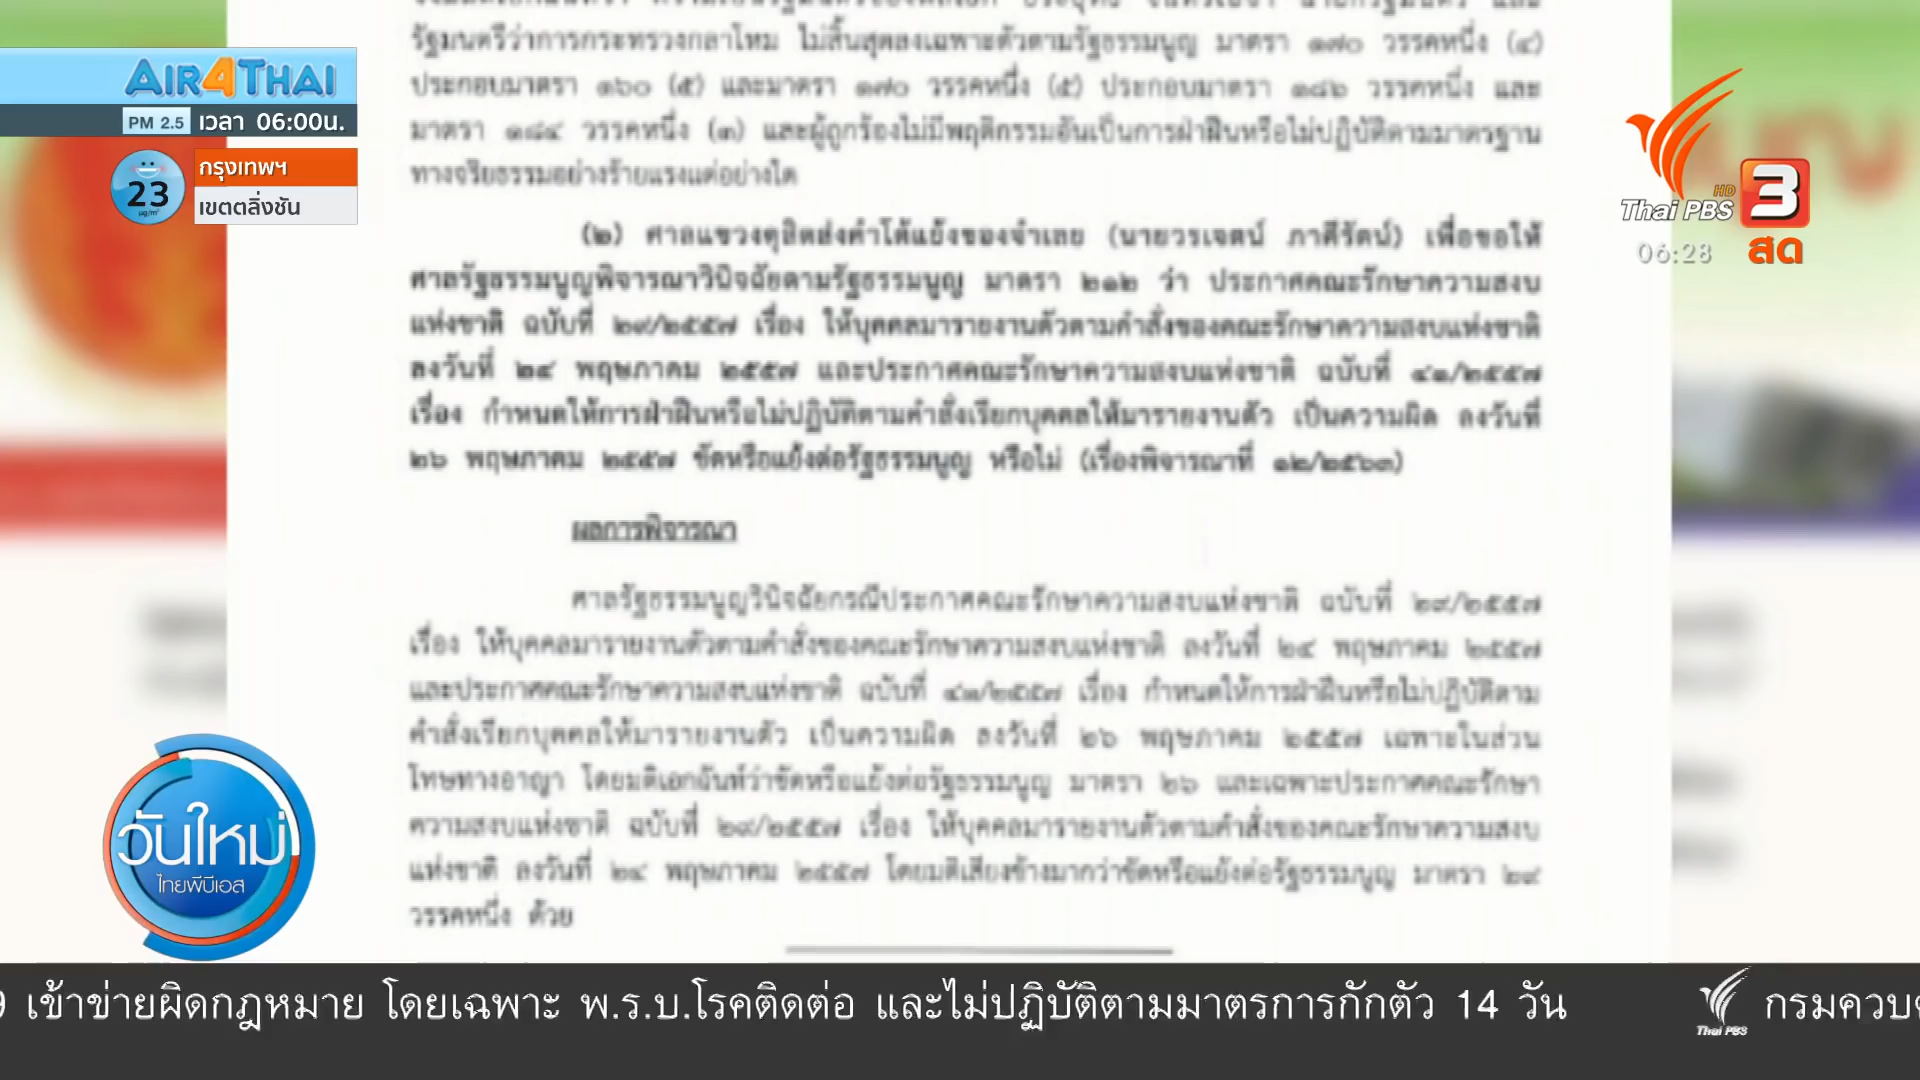 AIR4THAI
PM 2.5 เวลา 06:00น.
23
µg/m³
กรุงเทพฯ
เขตตลิ่งชัน
Thai PBS HD
3
06:28
สด
รัฐมนตรีว่าการกระทรวงกลาโหม ไม่สิ้นสุดลงเฉพาะตัวตามรัฐธรรมนูญ มาตรา ๑๗๐ วรรคหนึ่ง (๔)
ประกอบมาตรา ๑๖๐ (๕) และมาตรา ๑๗๐ วรรคหนึ่ง (๕) ประกอบมาตรา ๑๘๖ วรรคหนึ่ง และ
มาตรา ๑๘๔ วรรคหนึ่ง (๓) และผู้ถูกร้องไม่มีพฤติกรรมอันเป็นการฝ่าฝืนหรือไม่ปฏิบัติตามมาตรฐาน
ทางจริยธรรมอย่างร้ายแรงแต่อย่างใด
(๒) ศาลแขวงดุสิตส่งคำโต้แย้งของจำเลย (นายวรเจตน์ ภาคีรัตน์) เพื่อขอให้
ศาลรัฐธรรมนูญพิจารณาวินิจฉัยตามรัฐธรรมนูญ มาตรา ๒๑๒ ว่า ประกาศคณะรักษาความสงบ
แห่งชาติ ฉบับที่ ๒๙/๒๕๕๗ เรื่อง ให้บุคคลมารายงานตัวตามคำสั่งของคณะรักษาความสงบแห่งชาติ
ลงวันที่ ๒๔ พฤษภาคม ๒๕๕๗ และประกาศคณะรักษาความสงบแห่งชาติ ฉบับที่ ๔๑/๒๕๕๗
เรื่อง กำหนดให้การฝ่าฝืนหรือไม่ปฏิบัติตามคำสั่งเรียกบุคคลให้มารายงานตัว เป็นความผิด ลงวันที่
๒๖ พฤษภาคม ๒๕๕๗ ขัดหรือแย้งต่อรัฐธรรมนูญ หรือไม่ (เรื่องพิจารณาที่ ๑๒/๒๕๖๓)
ผลการพิจารณา
ศาลรัฐธรรมนูญวินิจฉัยกรณีประกาศคณะรักษาความสงบแห่งชาติ ฉบับที่ ๒๙/๒๕๕๗
เรื่อง ให้บุคคลมารายงานตัวตามคำสั่งของคณะรักษาความสงบแห่งชาติ ลงวันที่ ๒๔ พฤษภาคม ๒๕๕๗
และประกาศคณะรักษาความสงบแห่งชาติ ฉบับที่ ๔๑/๒๕๕๗ เรื่อง กำหนดให้การฝ่าฝืนหรือไม่ปฏิบัติตาม
คำสั่งเรียกบุคคลให้มารายงานตัว เป็นความผิด ลงวันที่ ๒๖ พฤษภาคม ๒๕๕๗ เฉพาะในส่วน
โทษทางอาญา โดยมติเอกฉันท์ว่าขัดหรือแย้งต่อรัฐธรรมนูญ มาตรา ๒๖ และเฉพาะประกาศคณะรักษา
ความสงบแห่งชาติ ฉบับที่ ๒๙/๒๕๕๗ เรื่อง ให้บุคคลมารายงานตัวตามคำสั่งของคณะรักษาความสงบ
แห่งชาติ ลงวันที่ ๒๔ พฤษภาคม ๒๕๕๗ โดยมติเสียงข้างมากว่าขัดหรือแย้งต่อรัฐธรรมนูญ มาตรา ๒๙
วรรคหนึ่ง ด้วย
วันใหม่
ไทยพีบีเอส
9 เข้าข่ายผิดกฎหมาย โดยเฉพาะ พ.ร.บ.โรคติดต่อ และไม่ปฏิบัติตามมาตรการกักตัว 14 วัน Thai PBS กรมควบ